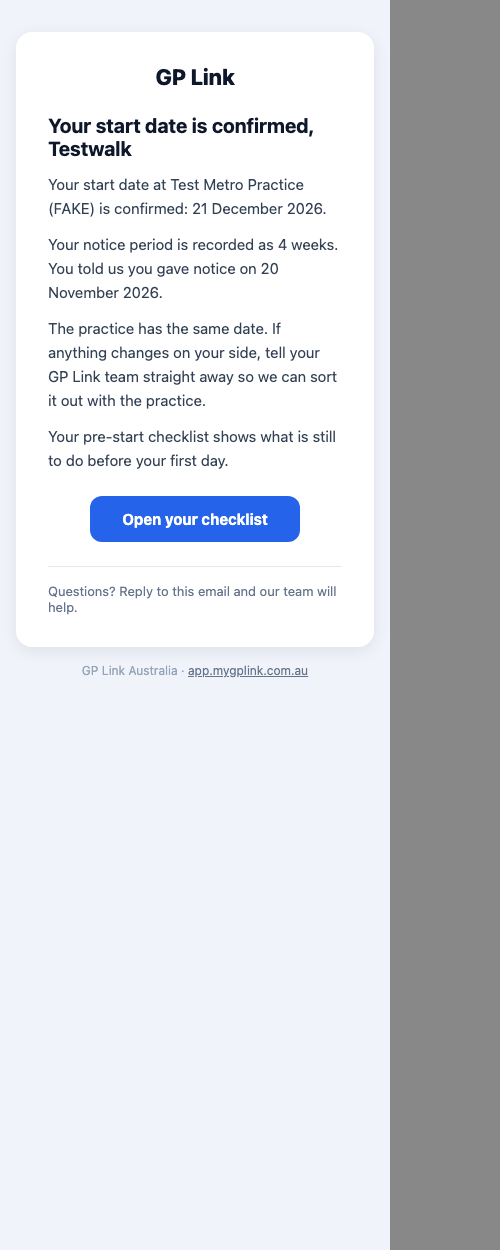 GP Link
Your start date is confirmed,
Testwalk
Your start date at Test Metro Practice
(FAKE) is confirmed: 21 December 2026.
Your notice period is recorded as 4 weeks.
You told us you gave notice on 20
November 2026.
The practice has the same date. If
anything changes on your side, tell your
GP Link team straight away so we can sort
it out with the practice.
Your pre-start checklist shows what is still
to do before your first day.
Open your checklist
Questions? Reply to this email and our team will
help.
GP Link Australia · app.mygplink.com.au